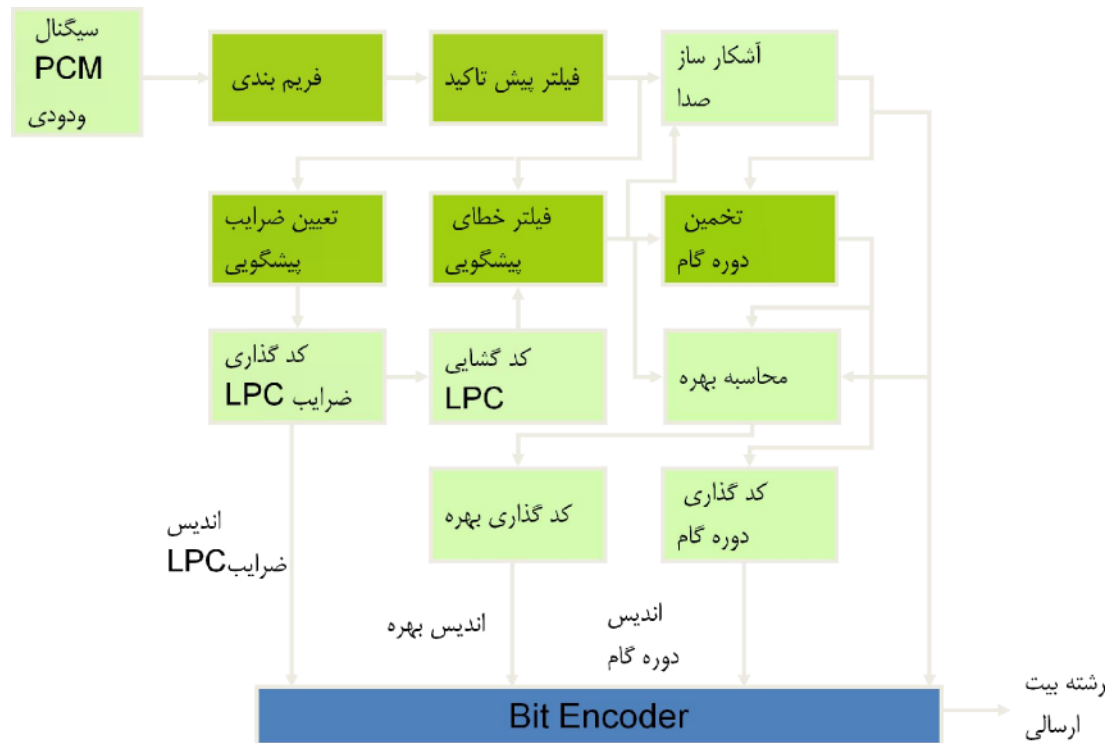 سیگنال
PCM
ودودی
فریم بندی
فیلتر پیش تاکید
آشکار ساز
صدا
تعیین ضرایب
پیشگویی
فیلتر خطای
پیشگویی
تخمین
دوره گام
کد گذاری
ضرایب LPC
کد گشایی
LPC
محاسبه بهره
کد گذاری بهره
کد گذاری
دوره گام
اندیس
ضرایبLPC
اندیس بهره
اندیس
دوره گام
Bit Encoder
رشته بیت
ارسالی